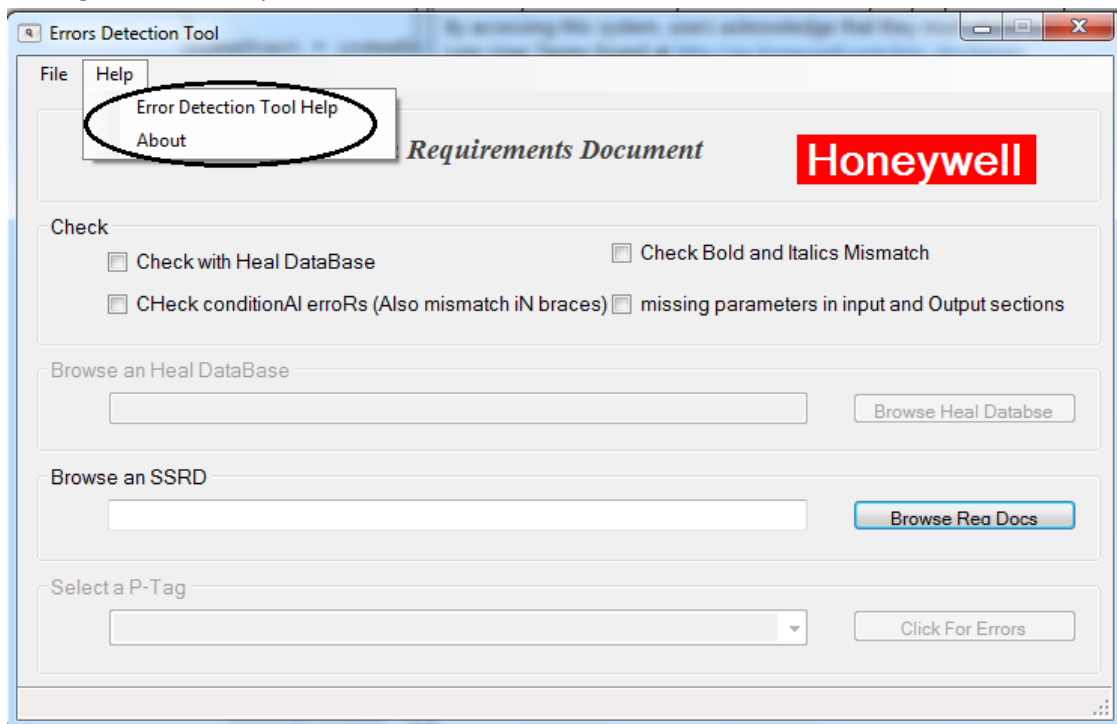 Errors Detection Tool
File Help
Error Detection Tool Help
About
Requirements Document
Honeywell
Check
Check with Heal DataBase
Check Bold and Italics Mismatch
CHeck conditionAl erroRs (Also mismatch iN braces)
missing parameters in input and Output sections
Browse an Heal DataBase
Browse Heal Databse
Browse an SSRD
Browse Req Docs
Select a P-Tag
Click For Errors